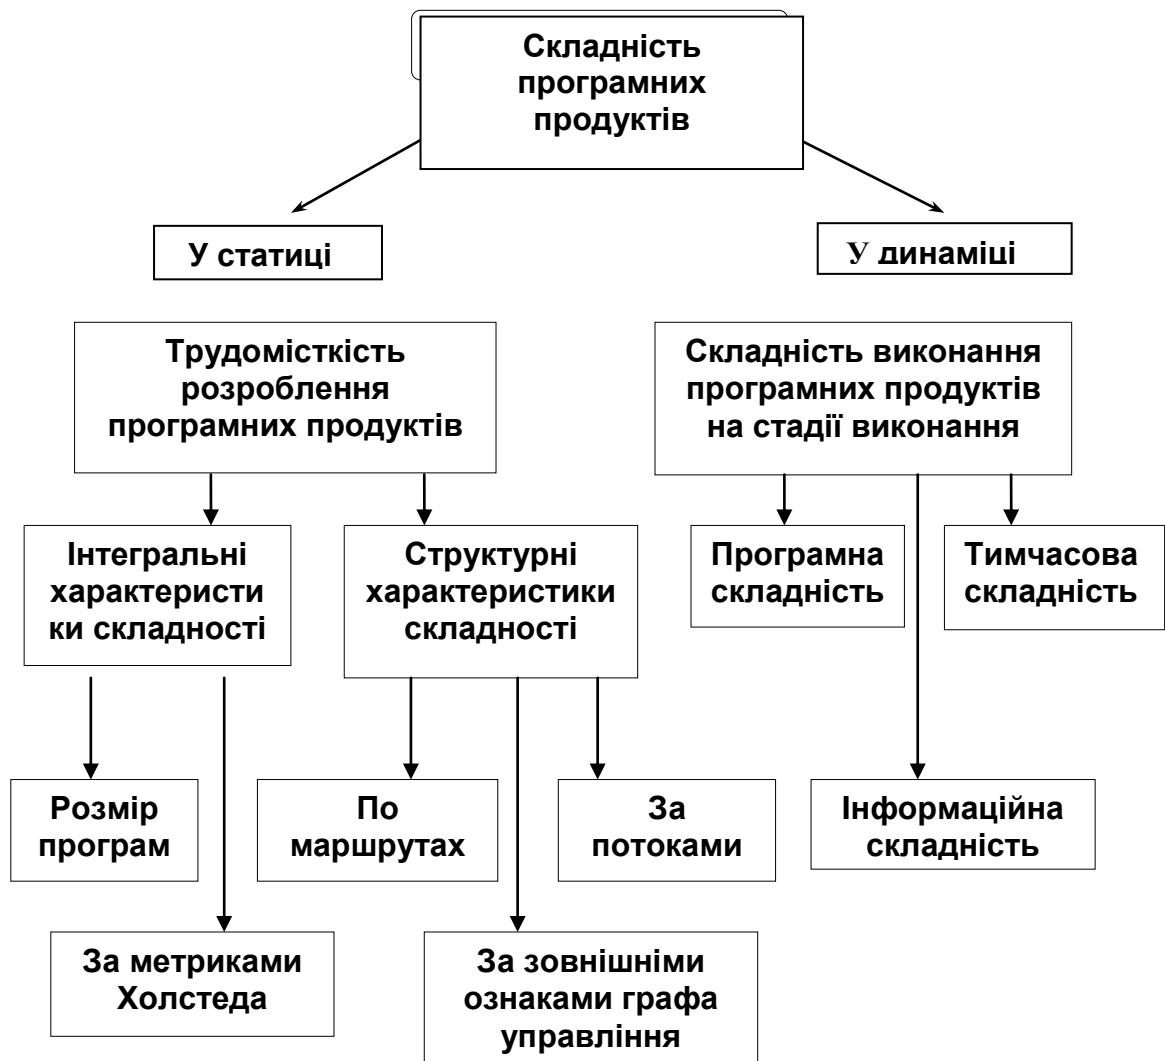 Складність
програмних
продуктів
У статиці
У динаміці
Трудомісткість
розроблення
програмних продуктів
Складність виконання
програмних продуктів
на стадії виконання
Інтегральні
характеристи
ки складності
Структурні
характеристики
складності
Програмна
складність
Тимчасова
складність
Розмір
програм
По
маршрутах
За
потоками
Інформаційна
складність
За метриками
Холстеда
За зовнішніми
ознаками графа
управління